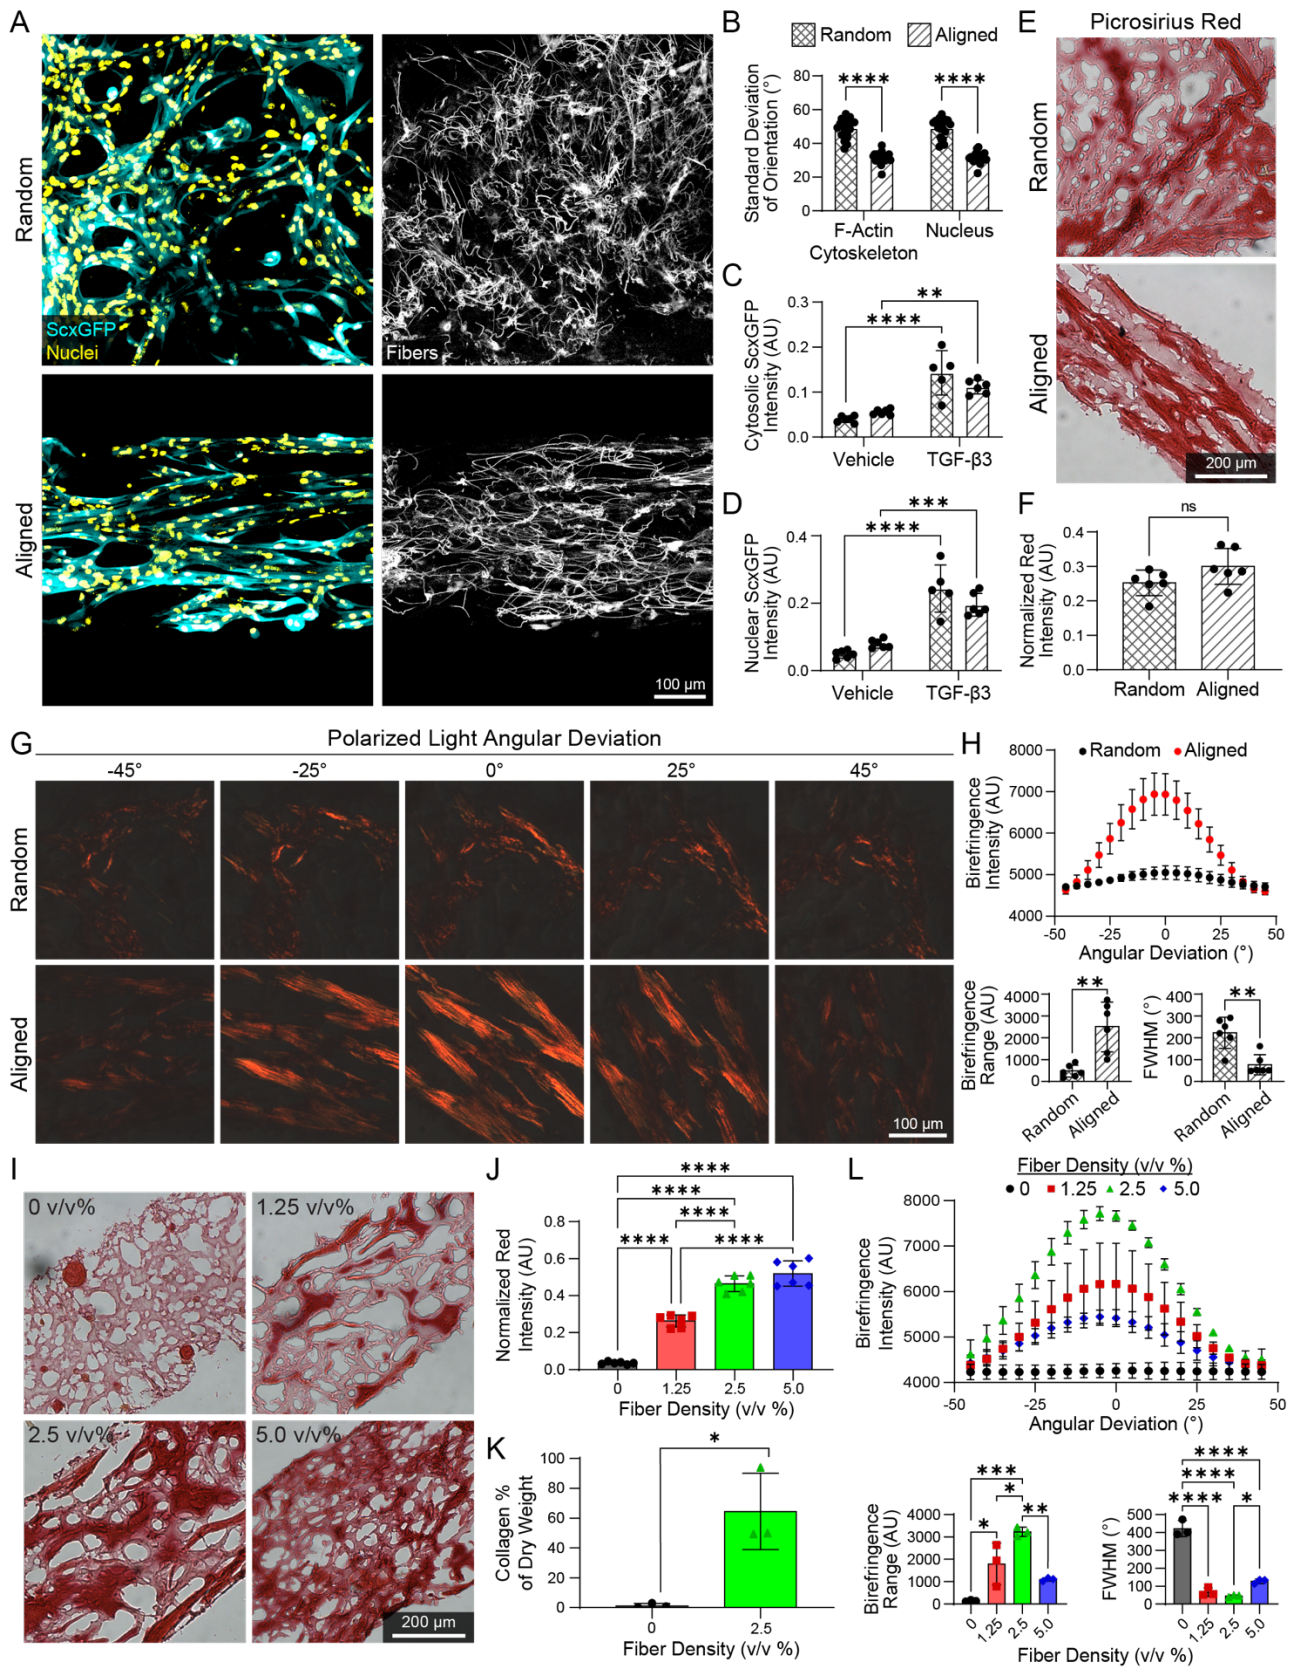 A
Random
ScxGFP
Nuclei
Fibers
Aligned
100 µm
B
Random
Aligned
Standard Deviation
of Orientation (°)
80
60
40
20
0
****
****
F-Actin
Cytoskeleton
Nucleus
C
Cytosolic ScxGFP
Intensity (AU)
0.3
0.2
0.1
0.0
**
****
Vehicle
TGF-β3
D
Nuclear ScxGFP
Intensity (AU)
0.4
0.2
0.0
***
****
Vehicle
TGF-β3
E
Picrosirius Red
Random
Aligned
200 µm
F
Normalized Red
Intensity (AU)
0.4
0.3
0.2
0.1
0.0
ns
Random
Aligned
G
Polarized Light Angular Deviation
-45°
-25°
0°
25°
45°
Random
Aligned
100 µm
H
Random
Aligned
Birefringence
Intensity (AU)
8000
7000
6000
5000
4000
-50
-25
0
25
50
Angular Deviation (°)
Birefringence
Range (AU)
4000
3000
2000
1000
0
**
Random
Aligned
FWHM (°)
400
300
200
100
0
**
Random
Aligned
I
0 v/v%
1.25 v/v%
2.5 v/v%
5.0 v/v%
200 µm
J
Normalized Red
Intensity (AU)
0.8
0.6
0.4
0.2
0.0
****
****
****
****
****
0
1.25
2.5
5.0
Fiber Density (v/v %)
K
Collagen %
of Dry Weight
100
80
60
40
20
0
*
0
2.5
Fiber Density (v/v %)
L
Fiber Density (v/v %)
0
1.25
2.5
5.0
Birefringence
Intensity (AU)
8000
7000
6000
5000
4000
-50
-25
0
25
50
Angular Deviation (°)
Birefringence
Range (AU)
4000
3000
2000
1000
0
***
*
*
**
0
1.25
2.5
5.0
FWHM (°)
500
400
300
200
100
0
****
****
****
*
0
1.25
2.5
5.0
Fiber Density (v/v %)